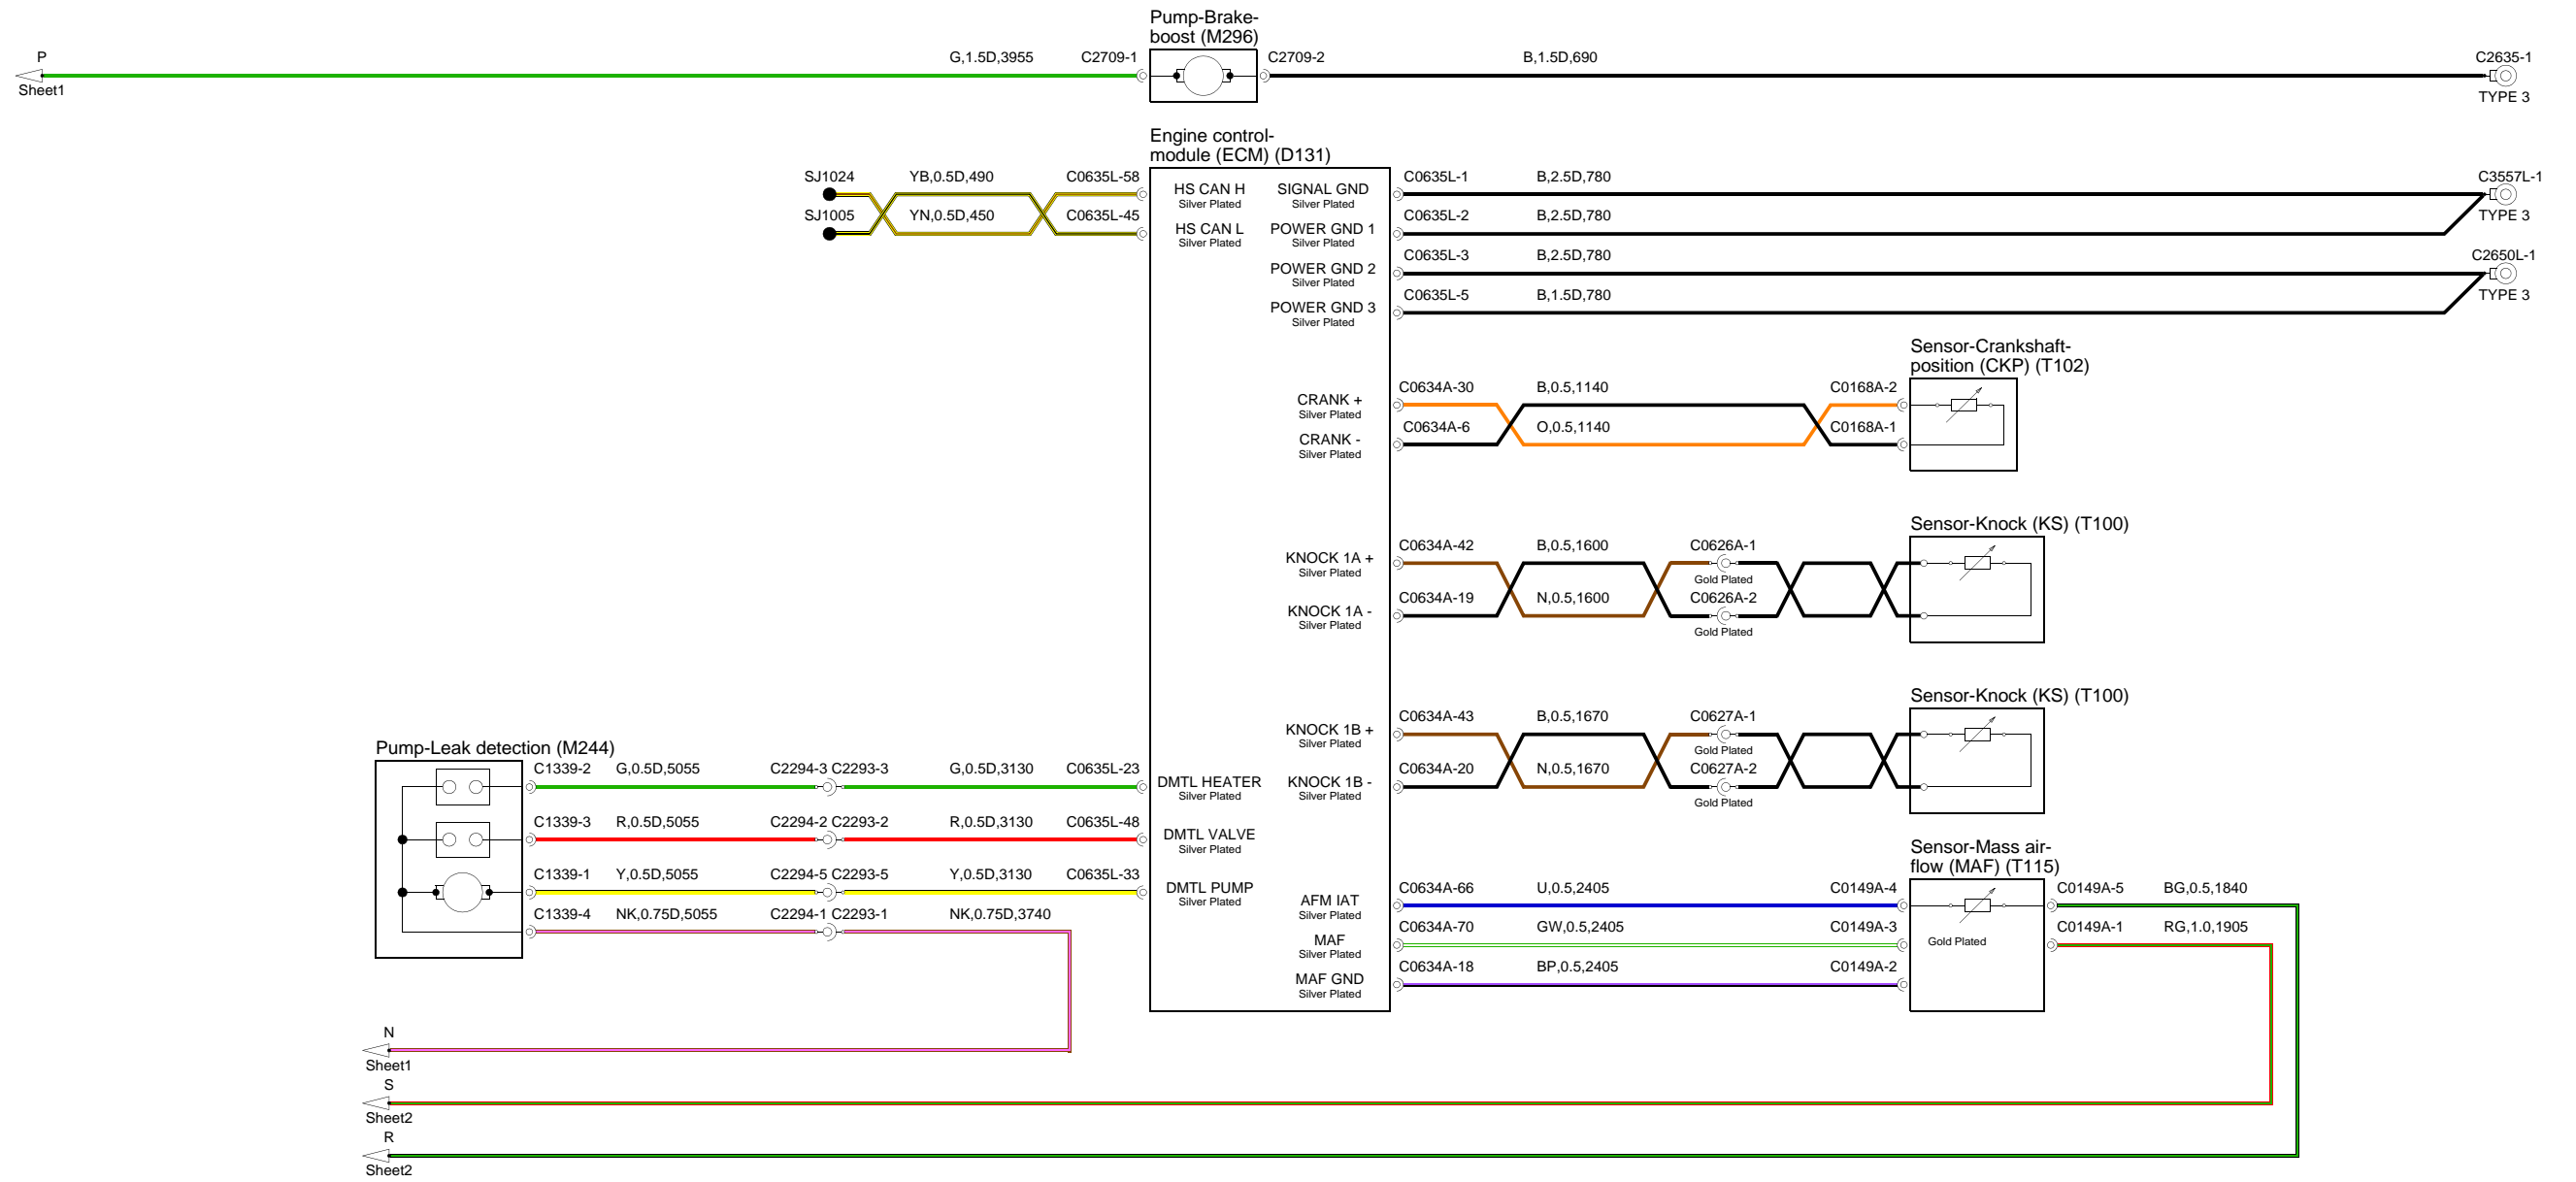 Pump-Brake-
boost (M296)
P
G,1.5D,3955
C2709-1
C2709-2
B,1.5D,690
C2635-1
Sheet1
TYPE 3
Engine control-
module (ECM) (D131)
SJ1024
YB,0.5D,490
C0635L-58
HS CAN H
Silver Plated
SIGNAL GND
Silver Plated
C0635L-1
B,2.5D,780
C3557L-1
SJ1005
YN,0.5D,450
C0635L-45
HS CAN L
Silver Plated
POWER GND 1
Silver Plated
C0635L-2
B,2.5D,780
TYPE 3
POWER GND 2
Silver Plated
C0635L-3
B,2.5D,780
C2650L-1
POWER GND 3
Silver Plated
C0635L-5
B,1.5D,780
TYPE 3
Sensor-Crankshaft-
position (CKP) (T102)
CRANK +
Silver Plated
C0634A-30
B,0.5,1140
C0168A-2
CRANK -
Silver Plated
C0634A-6
O,0.5,1140
C0168A-1
Sensor-Knock (KS) (T100)
KNOCK 1A +
Silver Plated
C0634A-42
B,0.5,1600
C0626A-1
Gold Plated
KNOCK 1A -
Silver Plated
C0634A-19
N,0.5,1600
C0626A-2
Gold Plated
Sensor-Knock (KS) (T100)
KNOCK 1B +
Silver Plated
C0634A-43
B,0.5,1670
C0627A-1
Gold Plated
KNOCK 1B -
Silver Plated
C0634A-20
N,0.5,1670
C0627A-2
Gold Plated
Pump-Leak detection (M244)
C1339-2
G,0.5D,5055
C2294-3 C2293-3
G,0.5D,3130
C0635L-23
DMTL HEATER
Silver Plated
C1339-3
R,0.5D,5055
C2294-2 C2293-2
R,0.5D,3130
C0635L-48
DMTL VALVE
Silver Plated
C1339-1
Y,0.5D,5055
C2294-5 C2293-5
Y,0.5D,3130
C0635L-33
DMTL PUMP
Silver Plated
C1339-4
NK,0.75D,5055
C2294-1 C2293-1
NK,0.75D,3740
Sensor-Mass air-
flow (MAF) (T115)
AFM IAT
Silver Plated
C0634A-66
U,0.5,2405
C0149A-4
C0149A-5
BG,0.5,1840
MAF
Silver Plated
C0634A-70
GW,0.5,2405
C0149A-3
Gold Plated
C0149A-1
RG,1.0,1905
MAF GND
Silver Plated
C0634A-18
BP,0.5,2405
C0149A-2
N
Sheet1
S
Sheet2
R
Sheet2